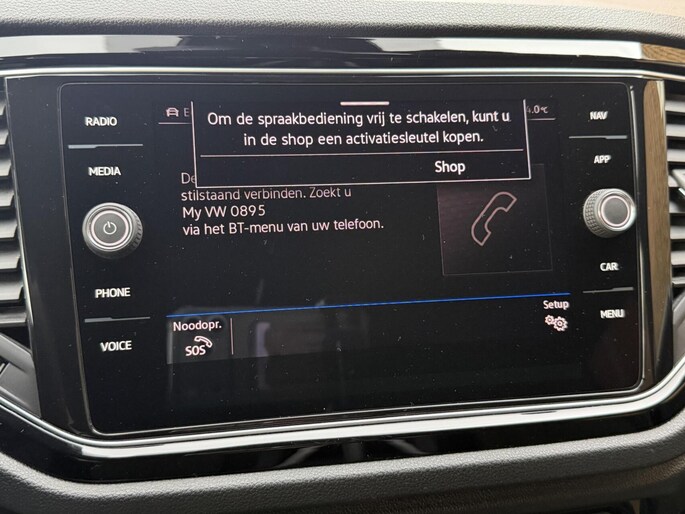 RADIO
MEDIA
PHONE
VOICE
Om de spraakbediening vrij te schakelen, kunt u
in de shop een activatiesleutel kopen.
Shop
stilstaand verbinden. Zoekt u
My VW 0895
via het BT-menu van uw telefoon.
Noodopr.
SOS
Setup
NAV
APP
CAR
MENU